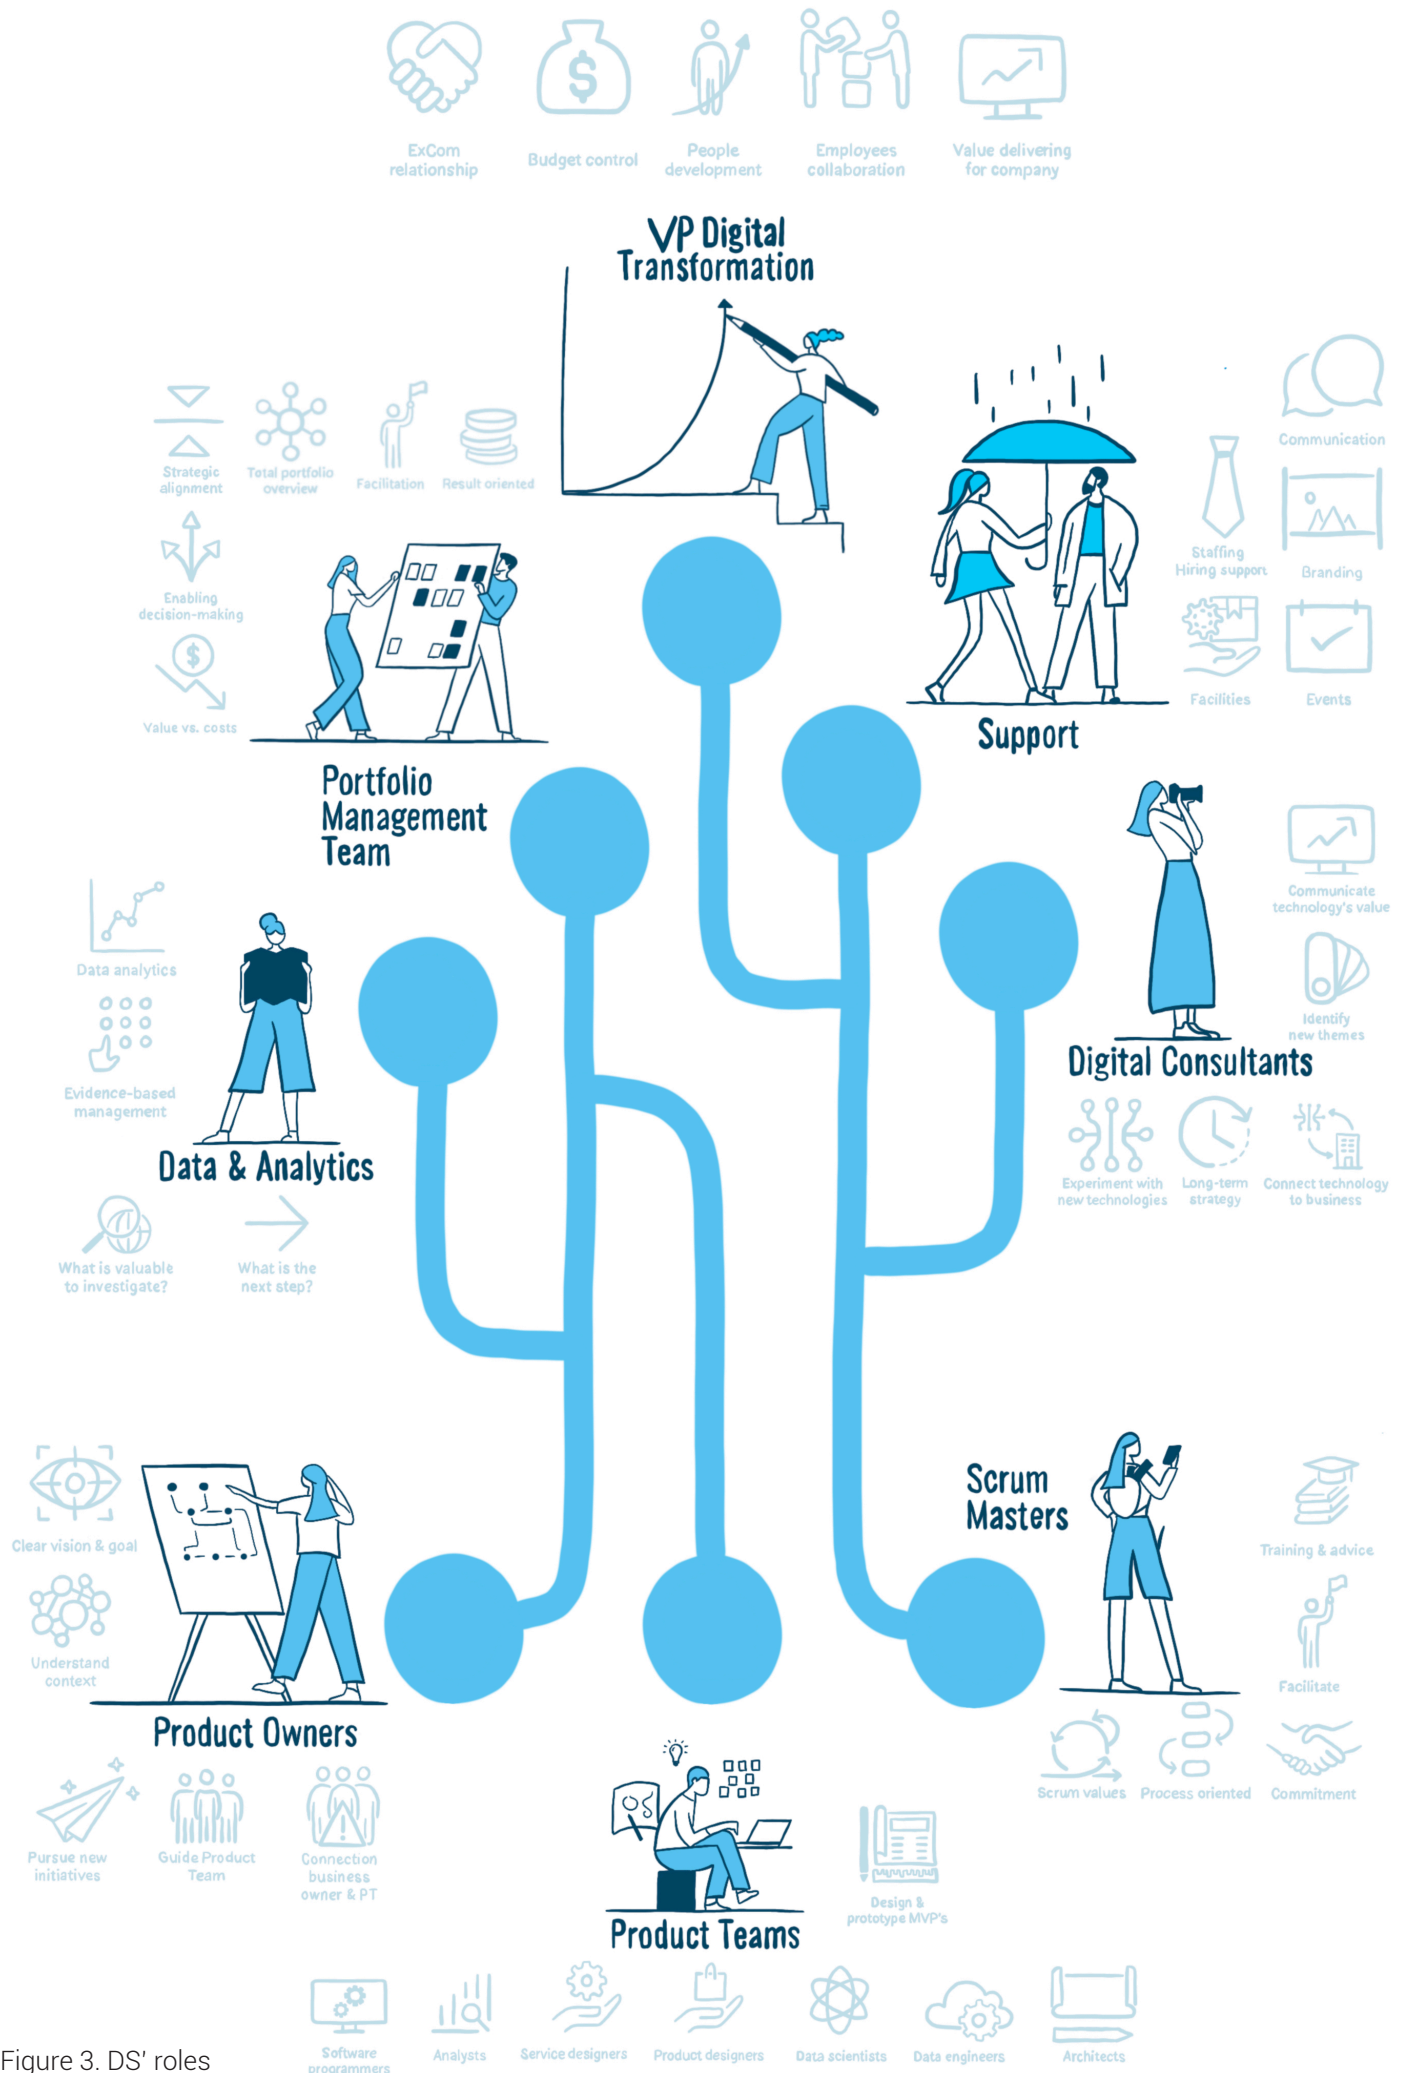 ExCom
relationship
Budget control
People
development
Employees
collaboration
Value delivering
for company
VP Digital
Transformation
Strategic
alignment
Total portfolio
overview
Facilitation
Result oriented
Enabling
decision-making
Value vs. costs
Portfolio
Management
Team
Communication
Staffing
Hiring support
Branding
Facilities
Events
Support
Communicate
technology's value
Identify
new themes
Digital Consultants
Experiment with
new technologies
Long-term
strategy
Connect technology
to business
Data analytics
Evidence-based
management
Data & Analytics
What is valuable
to investigate?
What is the
next step?
Clear vision & goal
Understand
context
Product Owners
Pursue new
initiatives
Guide Product
Team
Connection
business
owner & PT
Scrum
Masters
Training & advice
Facilitate
Scrum values
Process oriented
Commitment
Product Teams
Design &
prototype MVP's
Software
programmers
Analysts
Service designers
Product designers
Data scientists
Data engineers
Architects
Figure 3. DS' roles